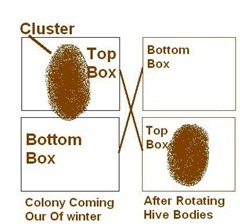 Cluster
Top
Box
Bottom
Box
Bottom
Box
Top
Box
Colony Coming
Our Of winter
After Rotating
Hive Bodies